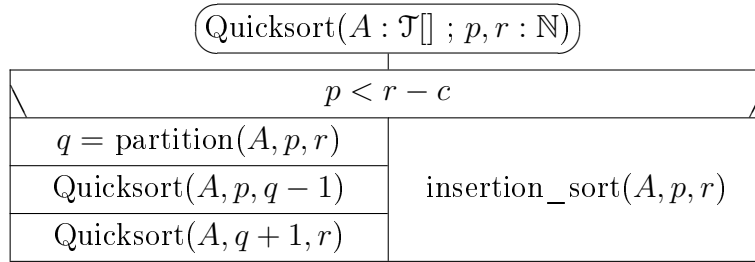 Quicksort(A : 𝒯[] ; p, r : ℕ)
p < r − c
q = partition(A, p, r)
Quicksort(A, p, q − 1)
Quicksort(A, q + 1, r)
insertion_sort(A, p, r)